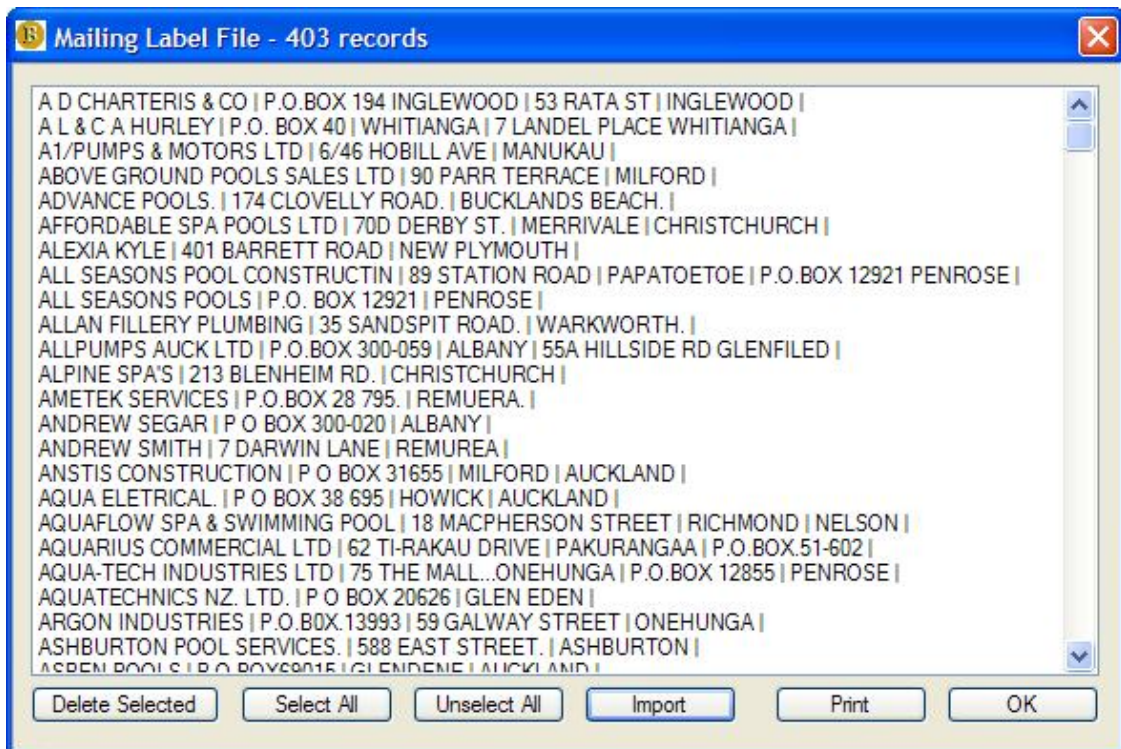 Mailing Label File - 403 records
A D CHARTERIS & CO | P.O.BOX 194 INGLEWOOD | 53 RATA ST | INGLEWOOD |
A L & C A HURLEY | P.O. BOX 40 | WHITIANGA | 7 LANDEL PLACE WHITIANGA |
A1/PUMPS & MOTORS LTD | 6/46 HOBILL AVE | MANUKAU |
ABOVE GROUND POOLS SALES LTD | 90 PARR TERRACE | MILFORD |
ADVANCE POOLS. | 174 CLOVELLY ROAD. | BUCKLANDS BEACH. |
AFFORDABLE SPA POOLS LTD | 70D DERBY ST. | MERRIVALE | CHRISTCHURCH |
ALEXIA KYLE | 401 BARRETT ROAD | NEW PLYMOUTH |
ALL SEASONS POOL CONSTRUCTIN | 89 STATION ROAD | PAPATOETOE | P.O.BOX 12921 PENROSE |
ALL SEASONS POOLS | P.O. BOX 12921 | PENROSE |
ALLAN FILLERY PLUMBING | 35 SANDSPIT ROAD. | WARKWORTH. |
ALLPUMPS AUCK LTD | P.O.BOX 300-059 | ALBANY | 55A HILLSIDE RD GLENFILED |
ALPINE SPA'S | 213 BLENHEIM RD. | CHRISTCHURCH |
AMETEK SERVICES | P.O.BOX 28 795. | REMUERA. |
ANDREW SEGAR | P O BOX 300-020 | ALBANY |
ANDREW SMITH | 7 DARWIN LANE | REMUREA |
ANSTIS CONSTRUCTION | P O BOX 31655 | MILFORD | AUCKLAND |
AQUA ELETRICAL. | P O BOX 38 695 | HOWICK | AUCKLAND |
AQUAFLOW SPA & SWIMMING POOL | 18 MACPHERSON STREET | RICHMOND | NELSON |
AQUARIUS COMMERCIAL LTD | 62 TI-RAKAU DRIVE | PAKURANGAA | P.O.BOX.51-602 |
AQUA-TECH INDUSTRIES LTD | 75 THE MALL...ONEHUNGA | P.O.BOX 12855 | PENROSE |
AQUATECHNICS NZ. LTD. | P O BOX 20626 | GLEN EDEN |
ARGON INDUSTRIES | P.O.B0X.13993 | 59 GALWAY STREET | ONEHUNGA |
ASHBURTON POOL SERVICES. | 588 EAST STREET. | ASHBURTON |
ASPEN POOLS | P O BOX69015 | GLENDENE | AUCKLAND |
Delete Selected Select All Unselect All Import Print OK